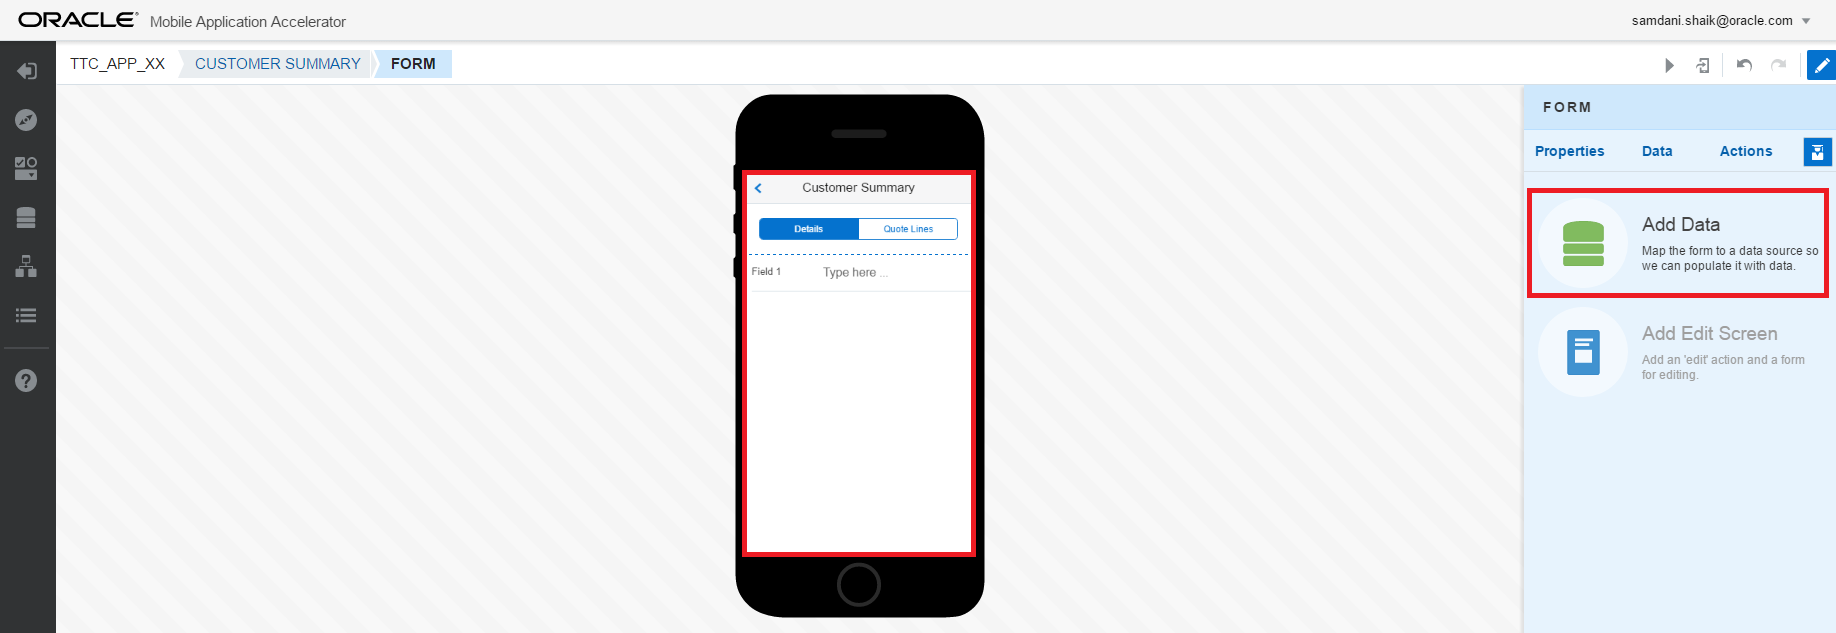 ORACLE® Mobile Application Accelerator
samdani.shaik@oracle.com
TTC_APP_XX CUSTOMER SUMMARY FORM
FORM
Properties Data Actions
Customer Summary
Details Quote Lines
Field 1 Type here ...
Add Data
Map the form to a data source so
we can populate it with data.
Add Edit Screen
Add an 'edit' action and a form
for editing.
?